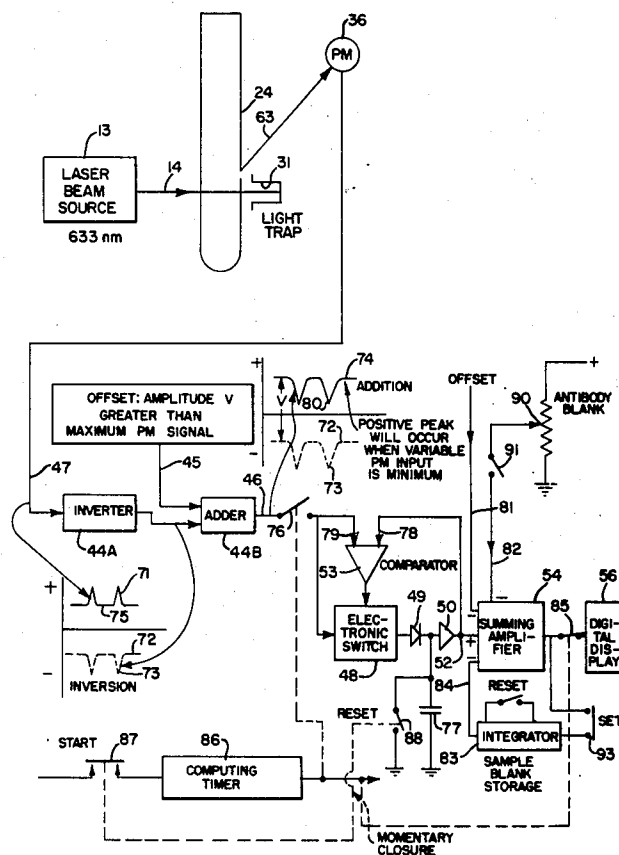 36
PM
24
63
13
LASER
BEAM
SOURCE
14
31
LIGHT
TRAP
633 nm
+
74
ADDITION
OFFSET
+
OFFSET: AMPLITUDE V
GREATER THAN
MAXIMUM PM SIGNAL
V
80
90
ANTIBODY
BLANK
POSITIVE PEAK
WILL OCCUR
WHEN VARIABLE
PM INPUT
IS MINIMUM
72
-
73
91
47
45
46
81
INVERTER
44A
ADDER
44B
76
79
78
82
53
COMPARATOR
54
56
+
71
75
ELEC-
TRONIC
SWITCH
48
49
50
52
-
-
+
-
SUMMING
AMPLI-
FIER
85
DIGI-
TAL
DIS-
PLAY
72
73
-
INVERSION
84
RESET
RESET
88
77
INTEGRATOR
83
SET
93
SAMPLE
BLANK
STORAGE
START
87
86
COMPUTING
TIMER
MOMENTARY
CLOSURE